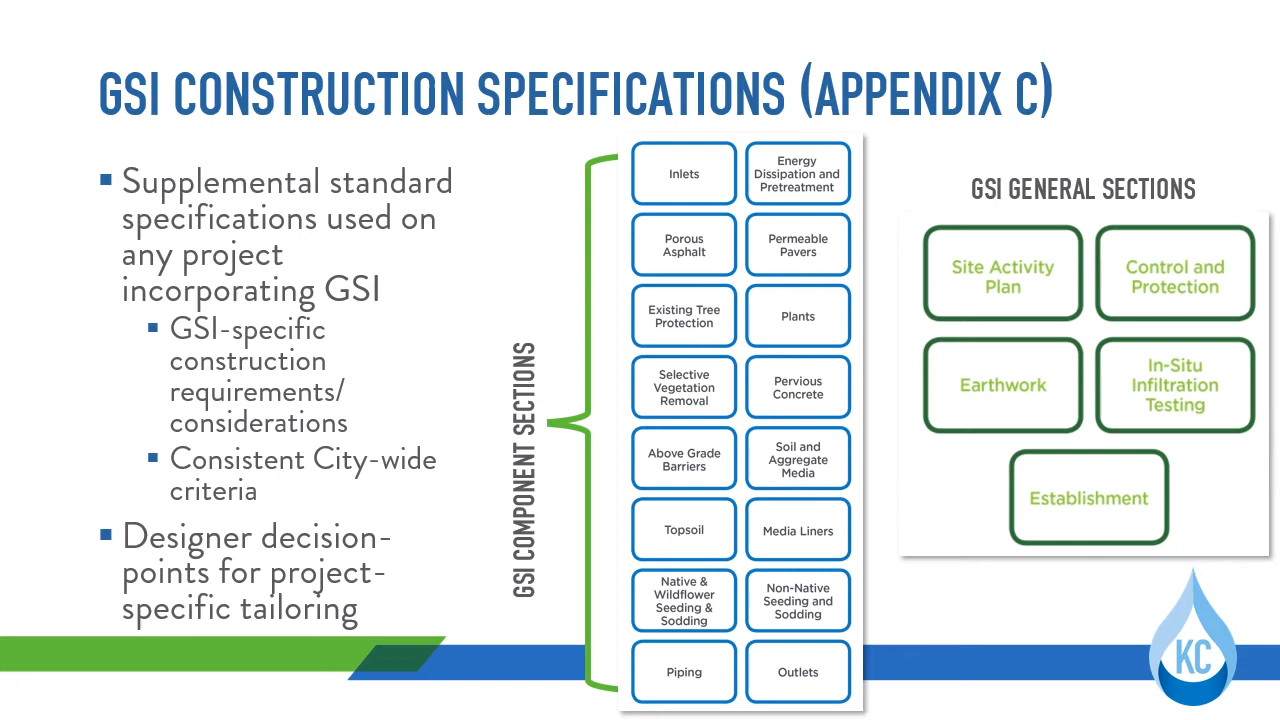 GSI CONSTRUCTION SPECIFICATIONS (APPENDIX C)
Supplemental standard
specifications used on
any project
incorporating GSI
GSI-specific
construction
requirements/
considerations
Consistent City-wide
criteria
Designer decision-
points for project-
specific tailoring
GSI COMPONENT SECTIONS
Inlets
Energy
Dissipation and
Pretreatment
Porous
Asphalt
Permeable
Pavers
Existing Tree
Protection
Plants
Selective
Vegetation
Removal
Pervious
Concrete
Above Grade
Barriers
Soil and
Aggregate
Media
Topsoil
Media Liners
Native &
Wildflower
Seeding &
Sodding
Non-Native
Seeding and
Sodding
Piping
Outlets
GSI GENERAL SECTIONS
Site Activity
Plan
Control and
Protection
Earthwork
In-Situ
Infiltration
Testing
Establishment
KC